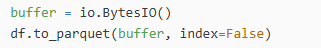 buffer = io.BytesIO()
df.to_parquet(buffer, index=False)